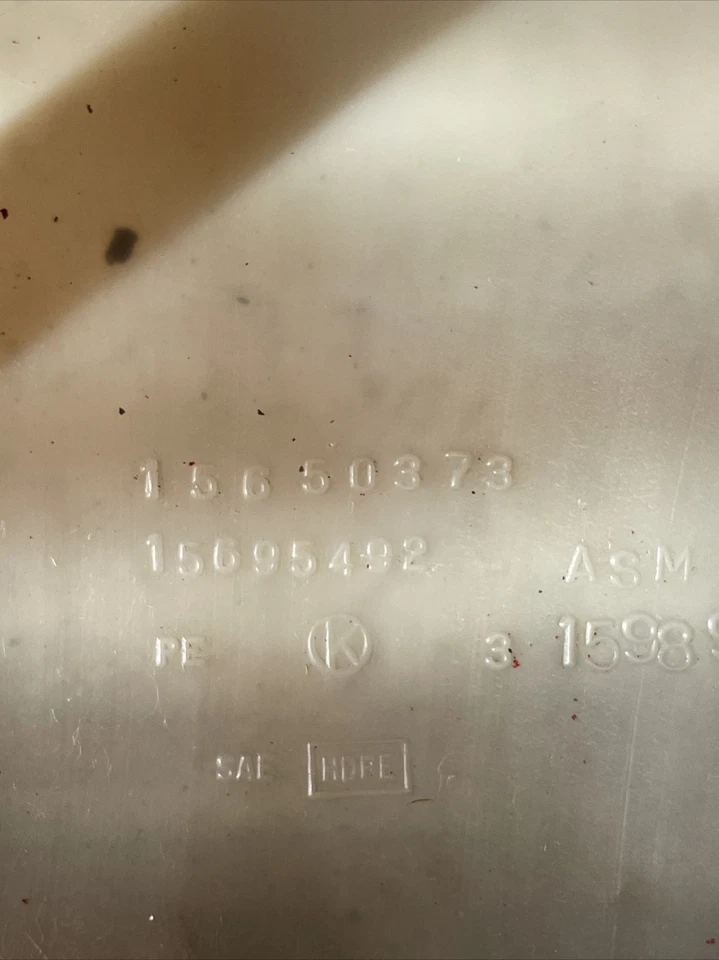 15650373
15695492 ASM
PE K 3 1598
SAE HDPE